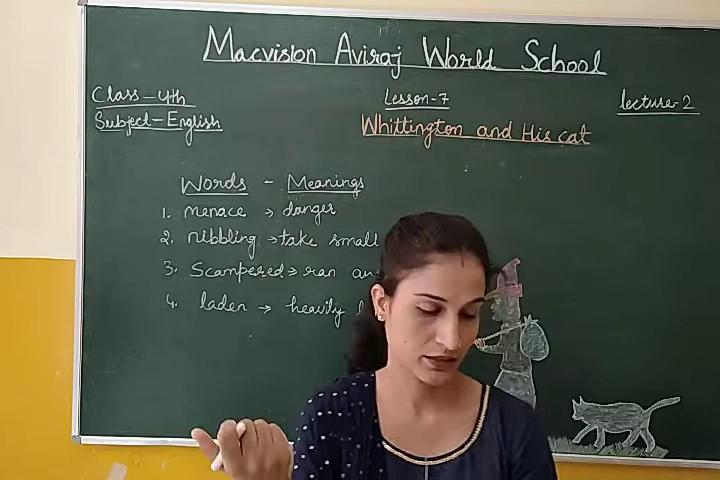 Macvision Aviraj World School
Class-4th
Lesson-7
Lecture-2
Subject-English
Whittington and His cat
Words - Meanings
1. menace → danger
2. nibbling → take small
3. Scampered → ran
4. laden → heavily